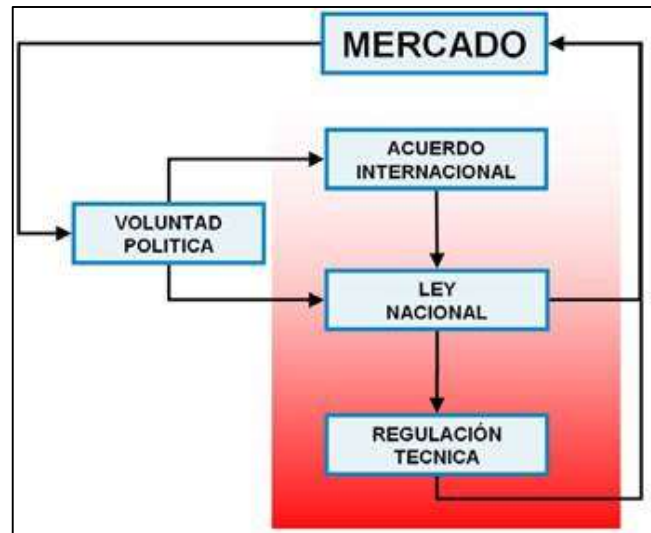 MERCADO
ACUERDO
INTERNACIONAL
VOLUNTAD
POLITICA
LEY
NACIONAL
REGULACIÓN
TECNICA